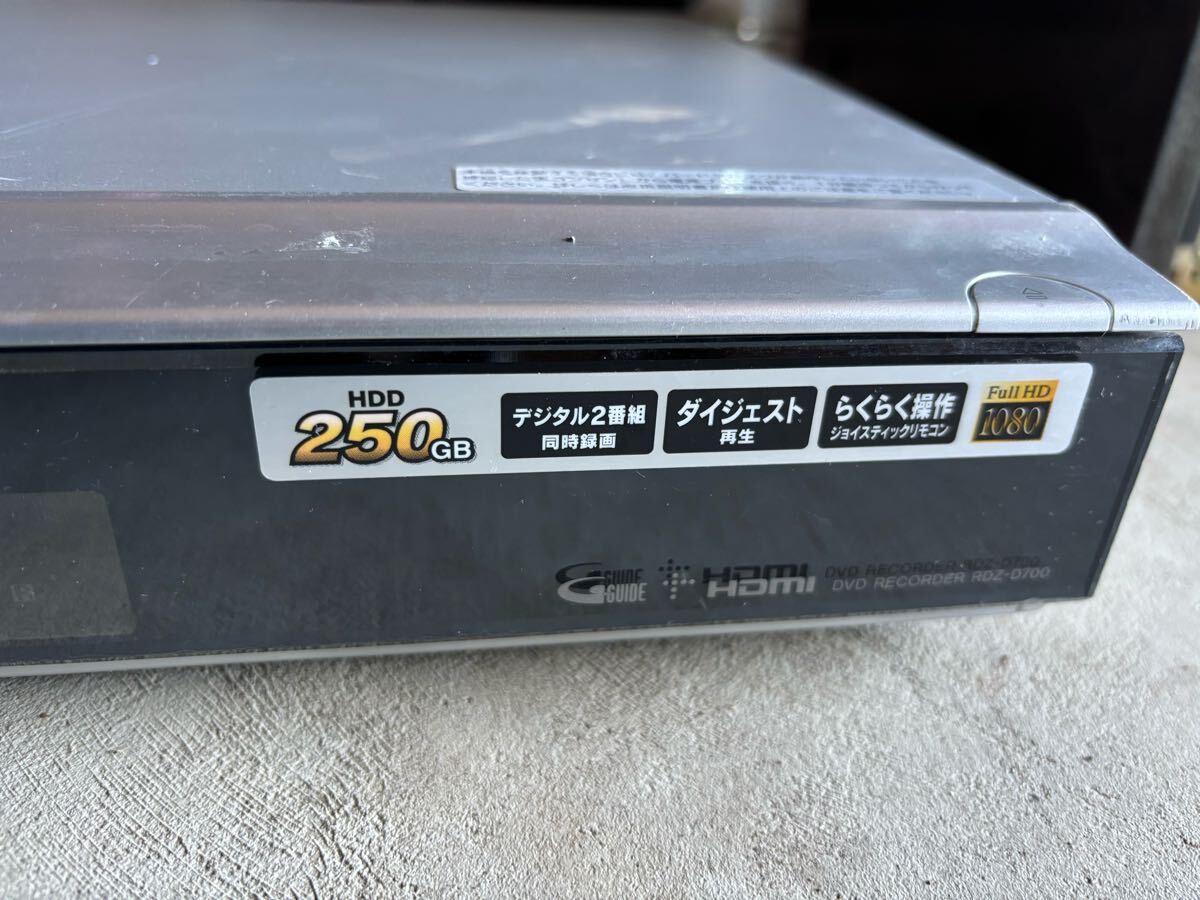 HDD
250GB
デジタル2番組
同時録画
ダイジェスト
再生
らくらく操作
ジョイスティックリモコン
Full HD
1080
G-GUIDE
HDMI
DVD RECORDER RDZ-D700